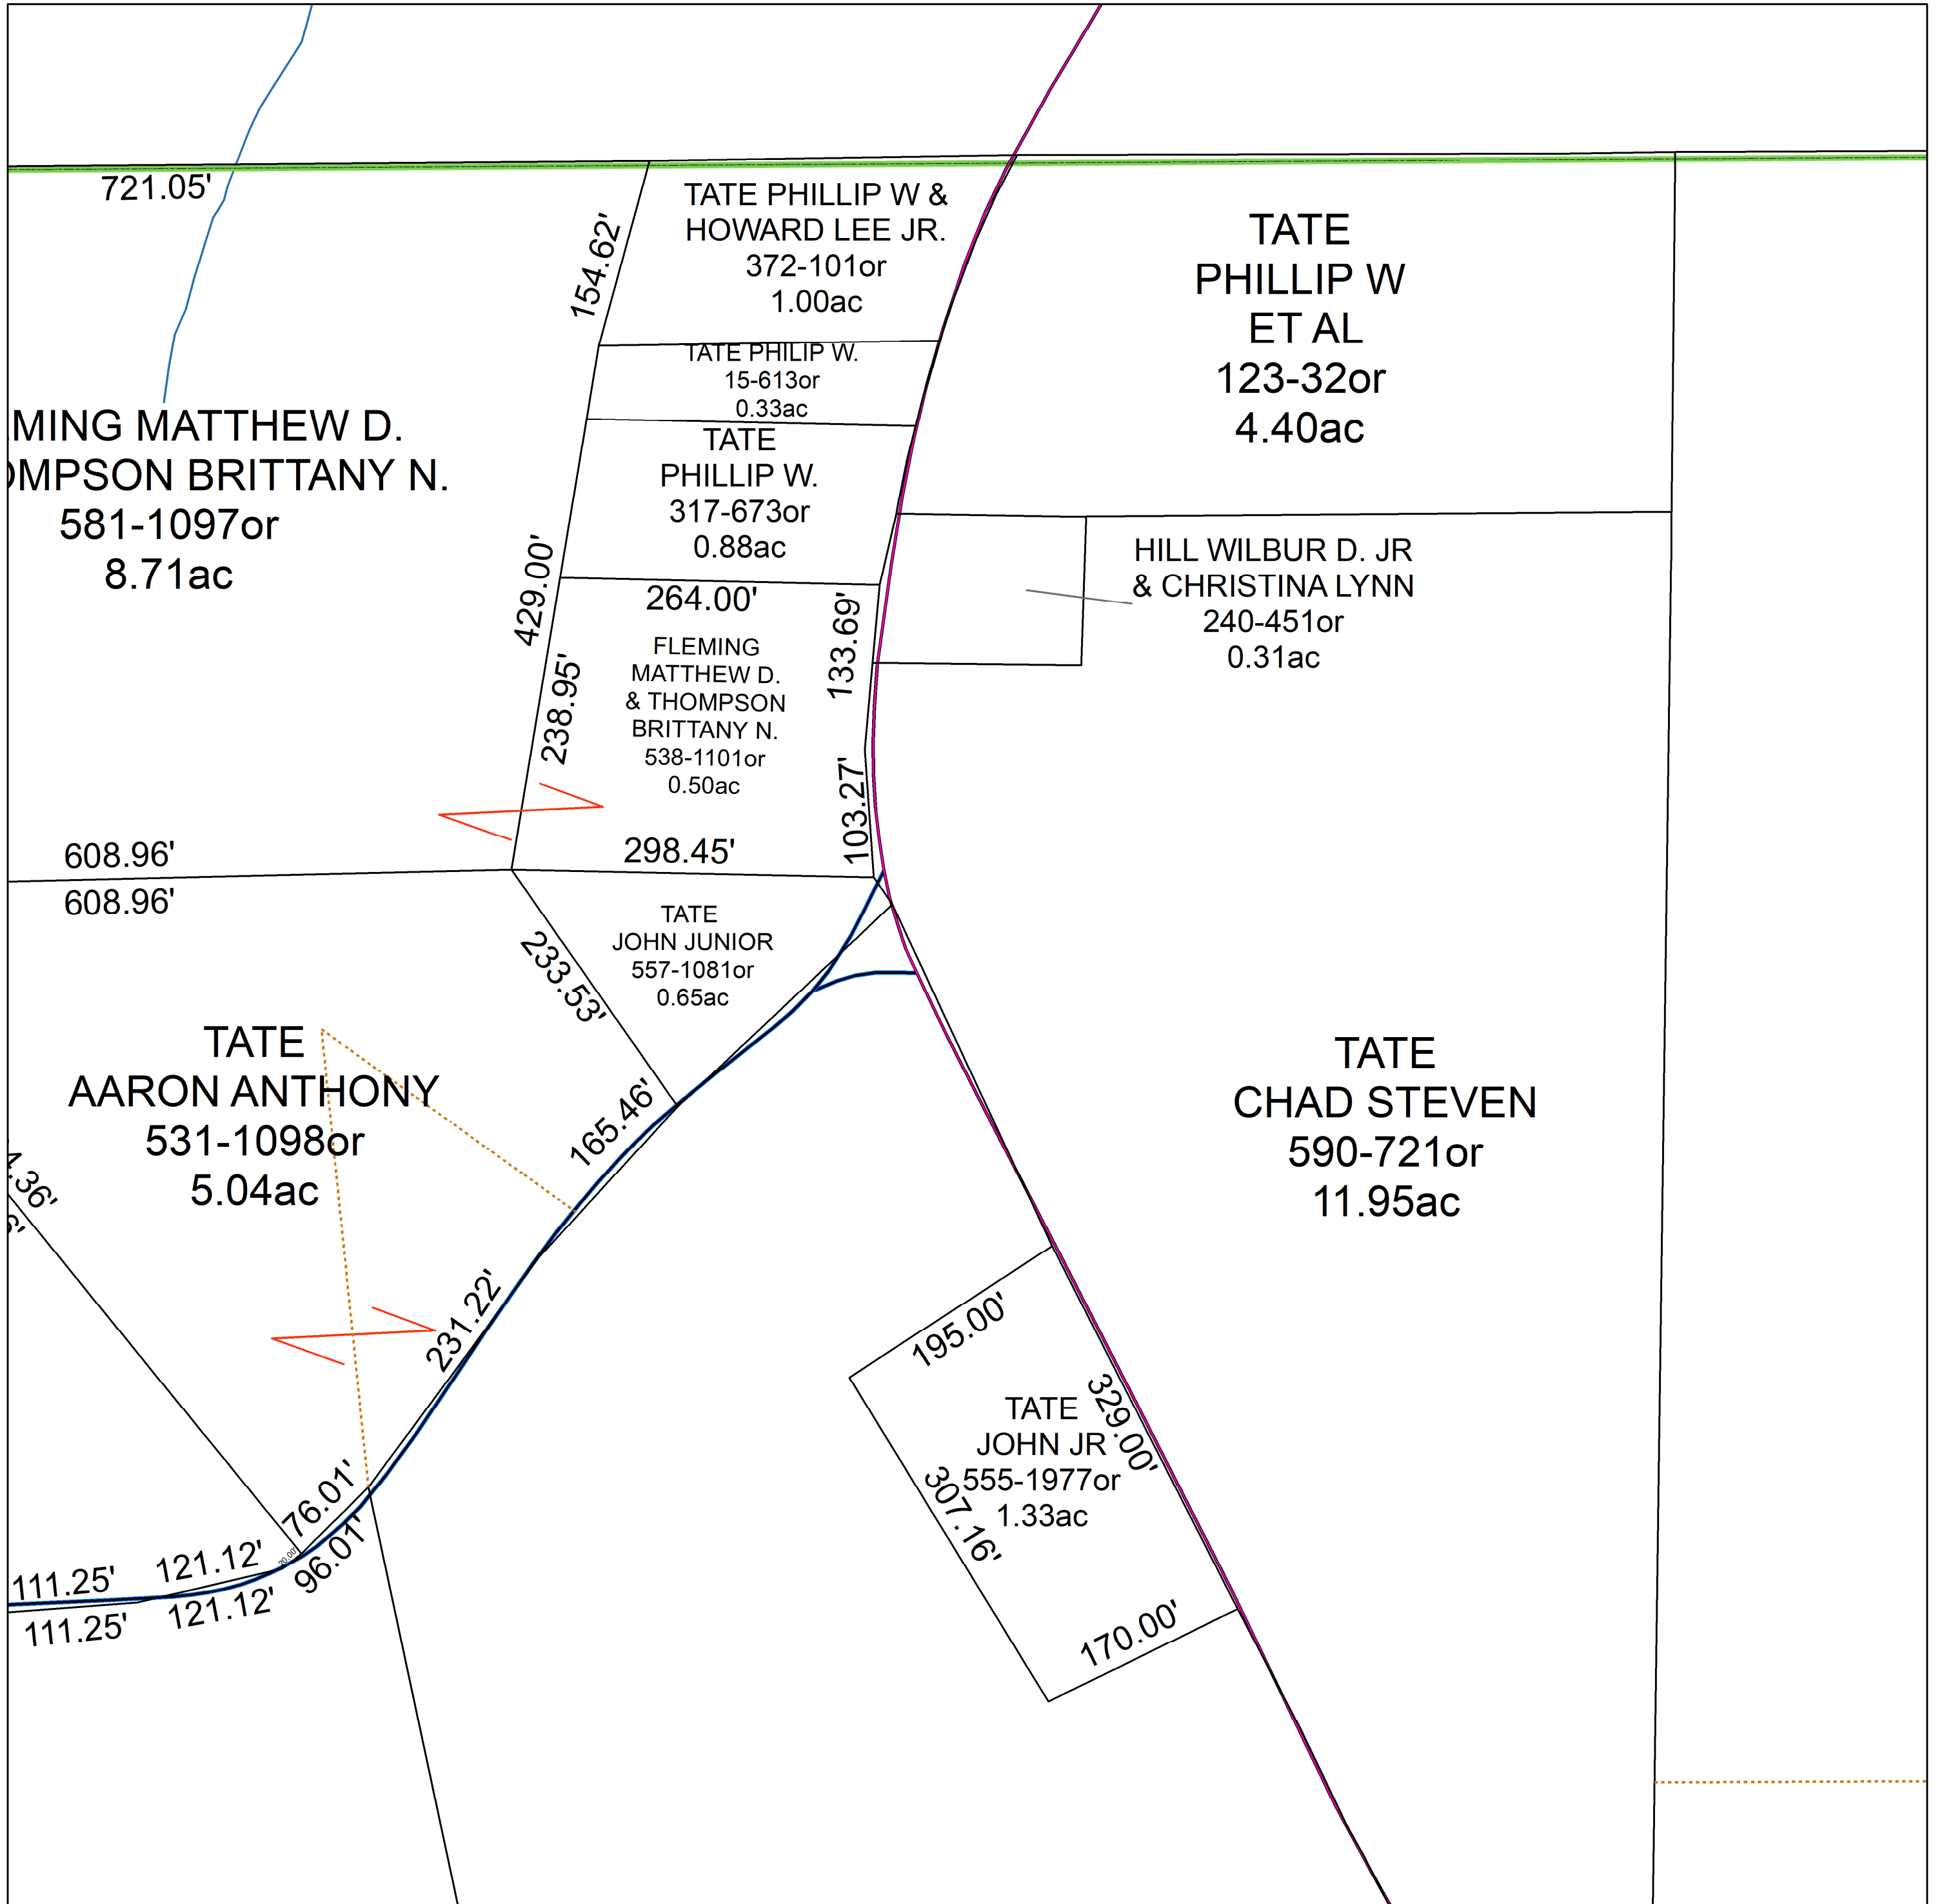 721.05'
154.62'
TATE PHILLIP W &
HOWARD LEE JR.
372-101or
1.00ac
TATE
PHILLIP W
ET AL
123-32or
4.40ac
TATE PHILIP W.
15-613or
0.33ac
MING MATTHEW D.
MPSON BRITTANY N.
581-1097or
8.71ac
TATE
PHILLIP W.
317-673or
0.88ac
429.00'
264.00'
133.69'
HILL WILBUR D. JR
& CHRISTINA LYNN
240-451or
0.31ac
238.95'
FLEMING
MATTHEW D.
& THOMPSON
BRITTANY N.
538-1101or
0.50ac
103.27'
298.45'
608.96'
608.96'
233.53'
TATE
JOHN JUNIOR
557-1081or
0.65ac
TATE
AARON ANTHONY
531-1098or
5.04ac
165.46'
TATE
CHAD STEVEN
590-721or
11.95ac
.36'
231.22'
195.00'
329.00'
TATE
JOHN JR
555-1977or
1.33ac
307.16'
170.00'
76.01'
20.00'
96.01'
111.25'
121.12'
111.25'
121.12'